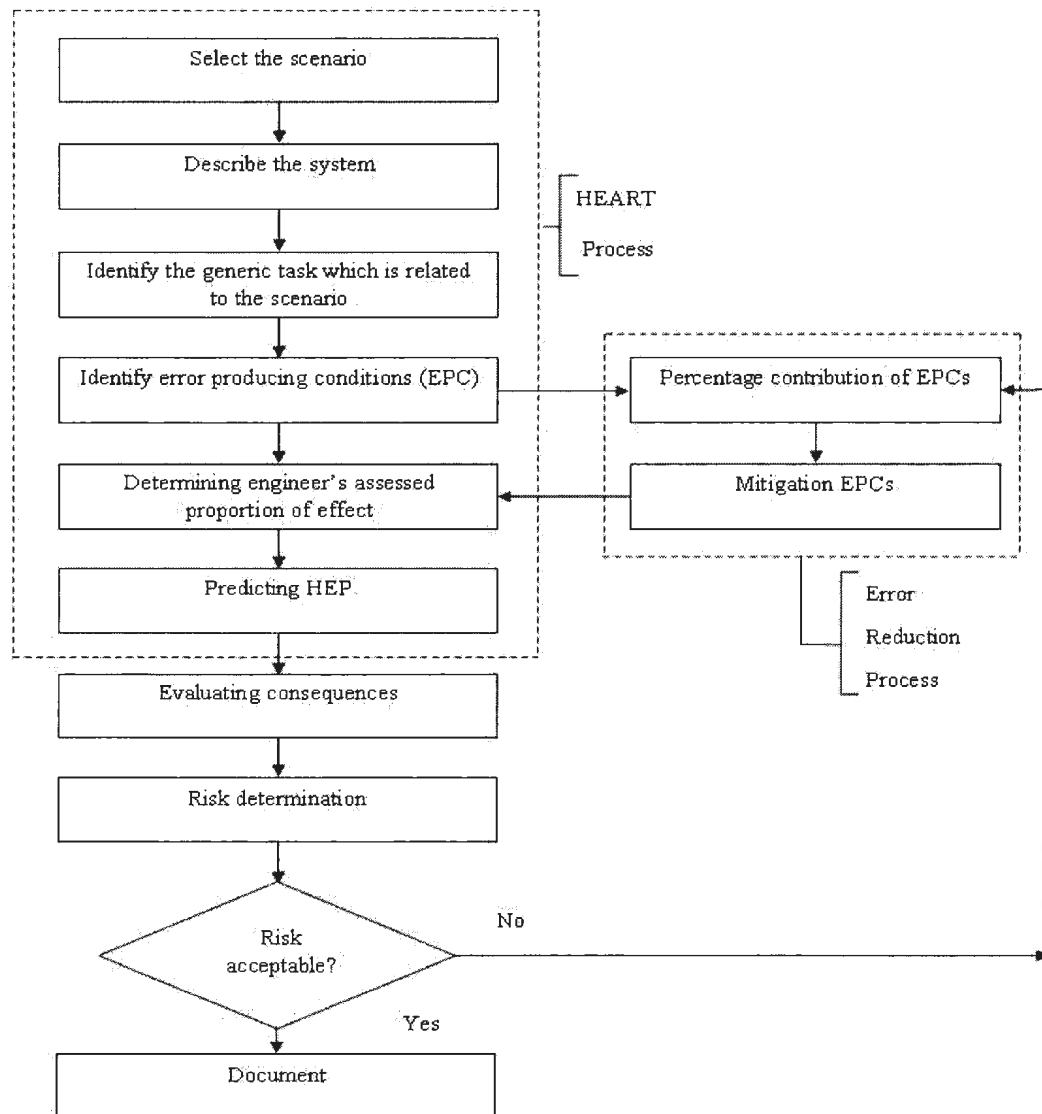 Select the scenario
Describe the system
HEART
Process
Identify the generic task which is related
to the scenario
Identify error producing conditions (EPC)
Percentage contribution of EPCs
Determining engineer's assessed
proportion of effect
Mitigation EPCs
Predicting HEP
Error
Reduction
Process
Evaluating consequences
Risk determination
No
Risk
acceptable?
Yes
Document